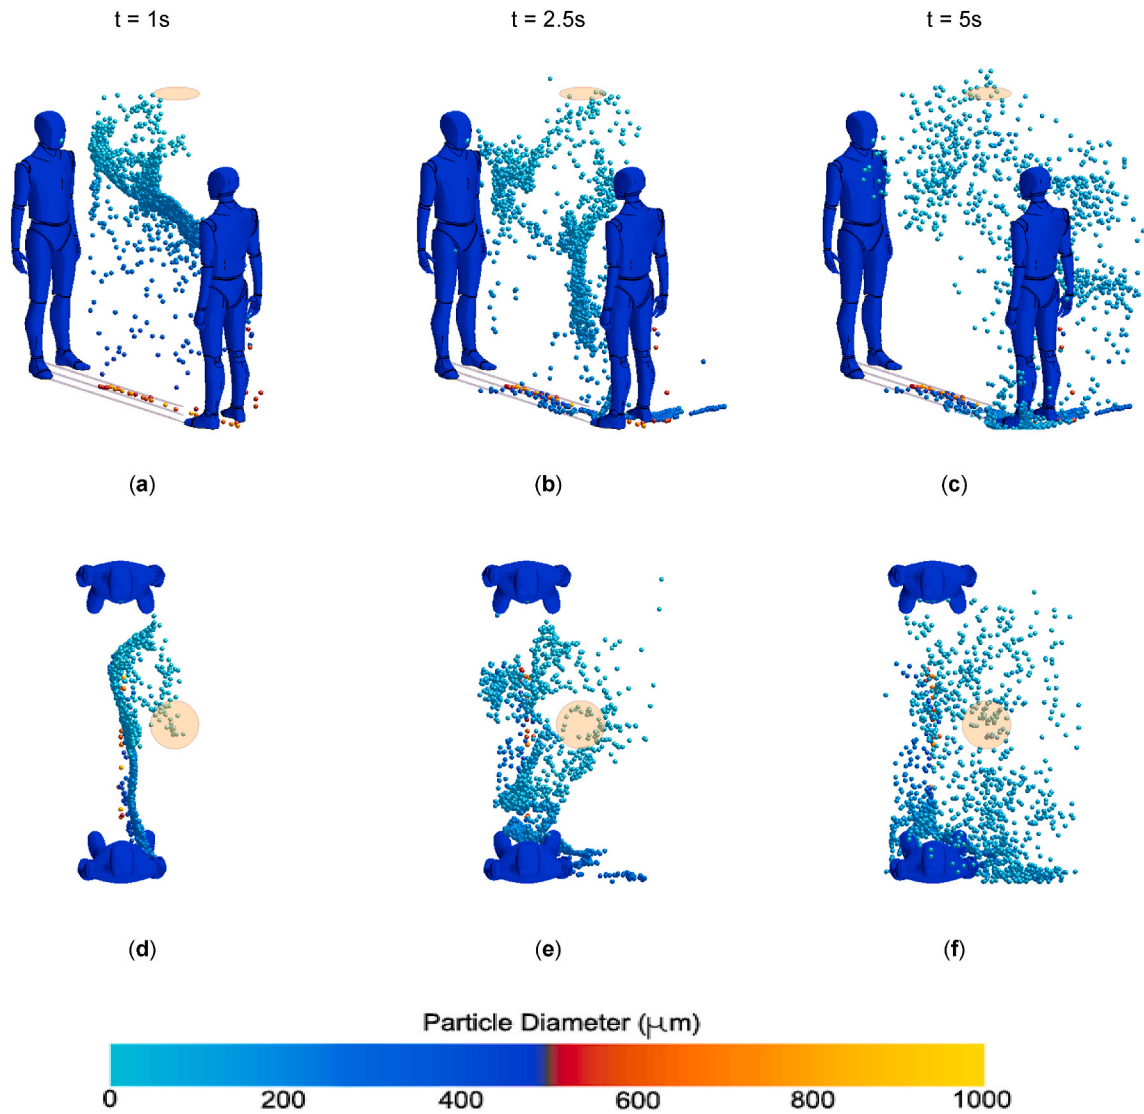 t = 1s
t = 2.5s
t = 5s
(a)
(b)
(c)
(d)
(e)
(f)
Particle Diameter (μm)
0 200 400 600 800 1000